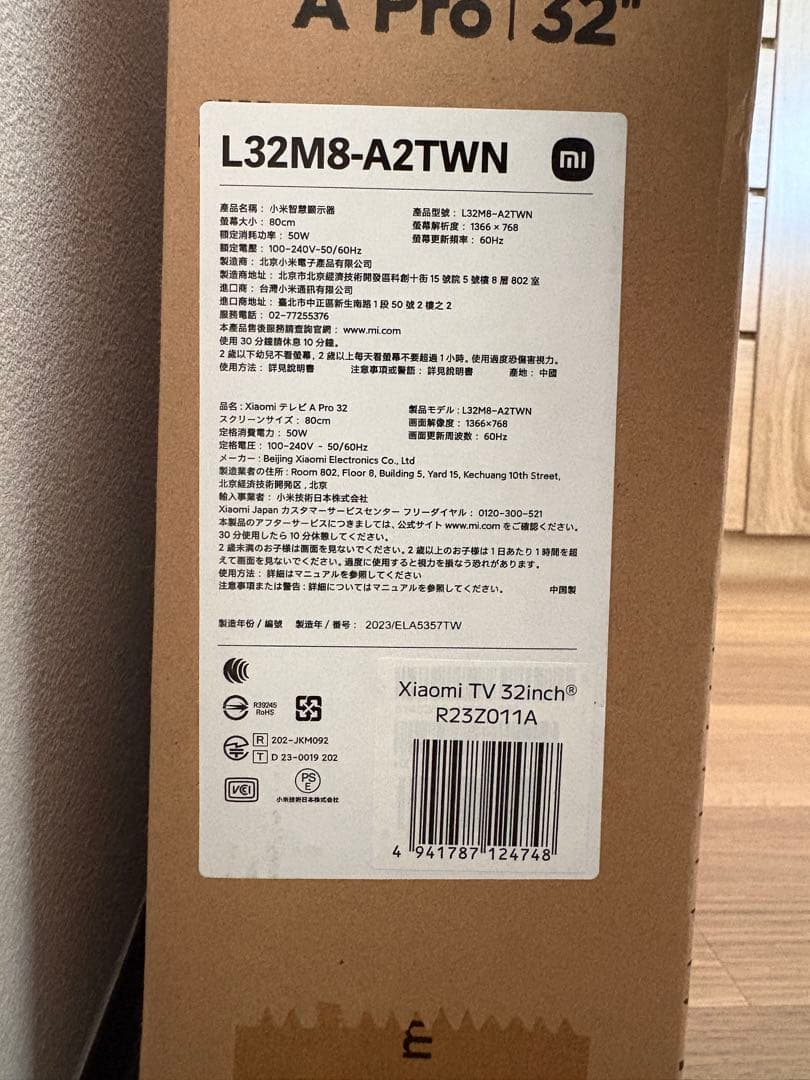 A Pro | 32"
L32M8-A2TWN
mi
產品名稱： 小米智慧顯示器
產品型號： L32M8-A2TWN
螢幕大小： 80cm
螢幕解析度： 1366 × 768
額定消耗功率： 50W
螢幕更新頻率： 60Hz
額定電壓： 100-240V~50/60Hz
製造商： 北京小米電子產品有限公司
製造商地址： 北京市北京經濟技術開發區科創十街 15 號院 5 號樓 8 層 802 室
進口商： 台灣小米通訊有限公司
進口商地址： 臺北市中正區新生南路 1 段 50 號 2 樓之 2
服務電話： 02-77255376
本產品售後服務請查詢官網： www.mi.com
使用 30 分鐘請休息 10 分鐘。
2 歲以下幼兒不看螢幕，2 歲以上每天看螢幕不要超過 1 小時。使用過度恐傷害視力。
使用方法： 詳見說明書 注意事項或警語： 詳見說明書 產地： 中國
品名：Xiaomi テレビ A Pro 32
製品モデル：L32M8-A2TWN
スクリーンサイズ： 80cm
画面解像度： 1366×768
定格消費電力： 50W
画面更新周波数： 60Hz
定格電圧： 100-240V ~ 50/60Hz
メーカー：Beijing Xiaomi Electronics Co., Ltd
製造業者の住所：Room 802, Floor 8, Building 5, Yard 15, Kechuang 10th Street,
北京経済技術開発区 , 北京
輸入事業者： 小米技術日本株式会社
Xiaomi Japan カスタマーサービスセンター フリーダイヤル： 0120-300-521
本製品のアフターサービスにつきましては、公式サイト www.mi.com をご確認ください。
30 分使用したら 10 分休憩してください。
2 歳未満のお子様は画面を見ないでください。2 歳以上のお子様は 1 日あたり 1 時間を超
えて画面を見ないでください。過度に使用すると視力を損なう恐れがあります。
使用方法： 詳細はマニュアルを参照してください
注意事項または警告：詳細についてはマニュアルを参照してください。 中国製
製造年份 / 編號 製造年 / 番号： 2023/ELA5357TW
R39245
RoHS
R 202-JKM092
T D 23-0019 202
VCI
PS
E
小米技術日本株式会社
Xiaomi TV 32inch®
R23Z011A
4 941787 124748
m